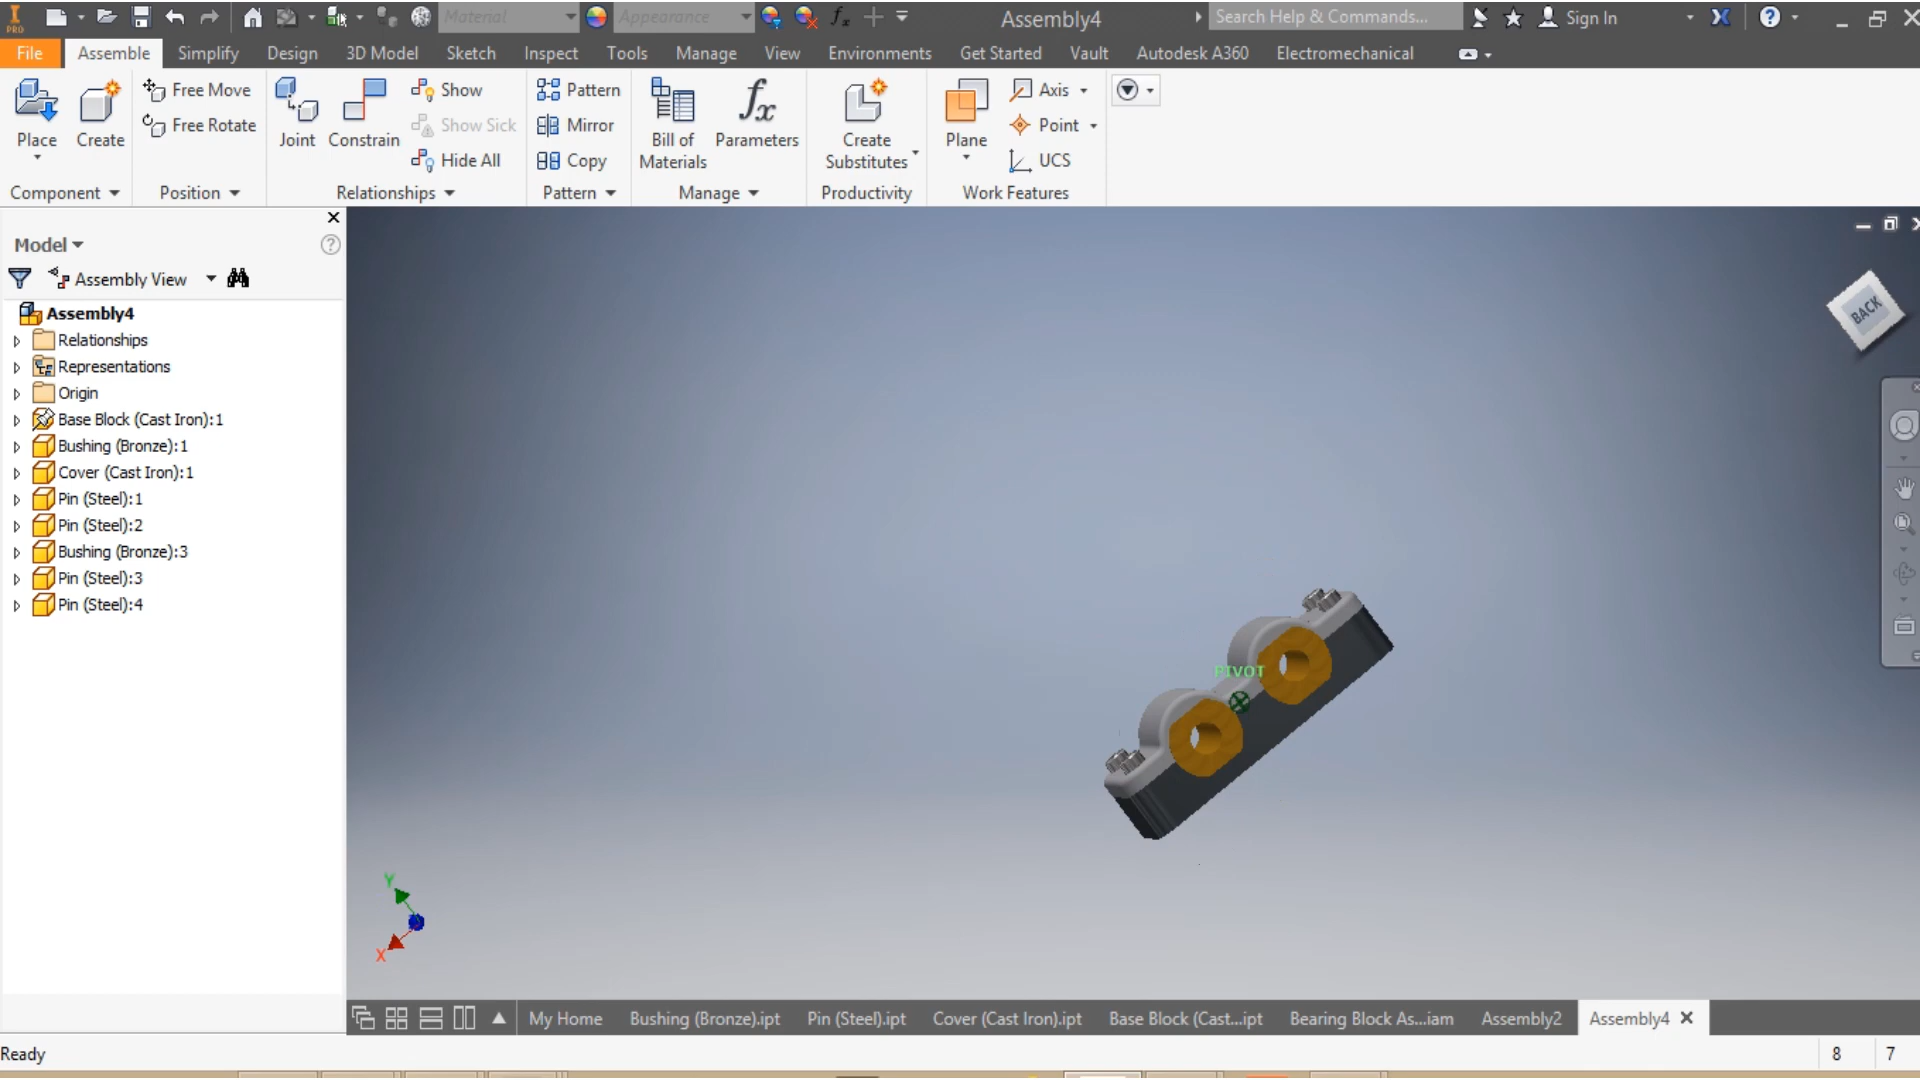 PRO
Material
Appearance
fx
Assembly4
Search Help & Commands...
Sign In
File
Assemble
Simplify
Design
3D Model
Sketch
Inspect
Tools
Manage
View
Environments
Get Started
Vault
Autodesk A360
Electromechanical
Place
Create
Free Move
Free Rotate
Joint
Constrain
Show
Show Sick
Hide All
Pattern
Mirror
Copy
Bill of
Materials
fx
Parameters
Create
Substitutes
Plane
Axis
Point
UCS
Component
Position
Relationships
Pattern
Manage
Productivity
Work Features
Model
Assembly View
Assembly4
Relationships
Representations
Origin
Base Block (Cast Iron):1
Bushing (Bronze):1
Cover (Cast Iron):1
Pin (Steel):1
Pin (Steel):2
Bushing (Bronze):3
Pin (Steel):3
Pin (Steel):4
BACK
PIVOT
Y
X
My Home
Bushing (Bronze).ipt
Pin (Steel).ipt
Cover (Cast Iron).ipt
Base Block (Cast...ipt
Bearing Block As...iam
Assembly2
Assembly4
Ready
8
7